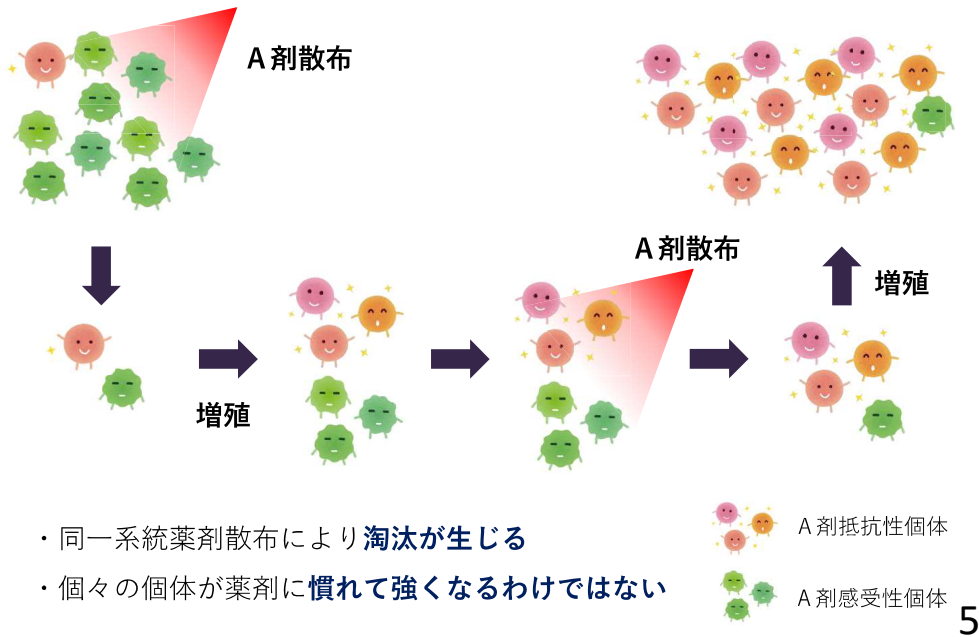 A剤散布
A剤散布
増殖
増殖
・同一系統薬剤散布により淘汰が生じる
・個々の個体が薬剤に慣れて強くなるわけではない
A剤抵抗性個体
A剤感受性個体
5